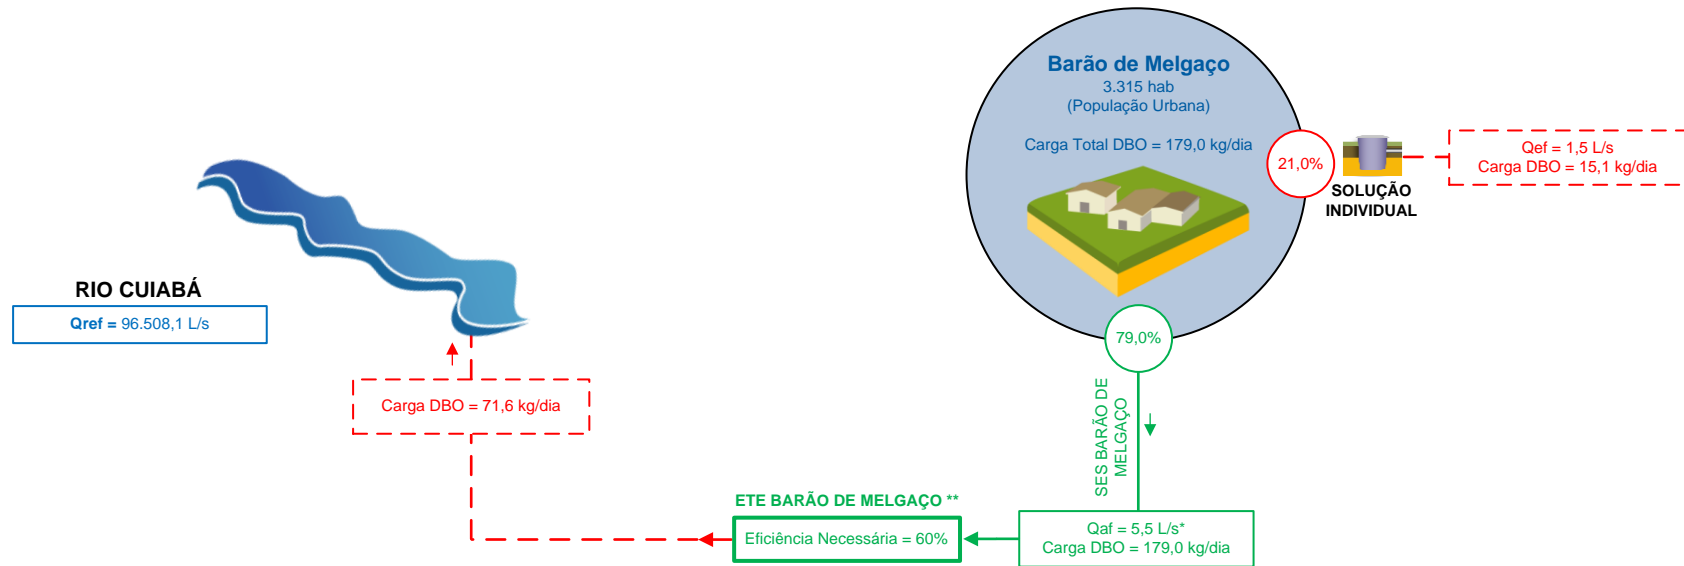 Barão de Melgaço
3.315 hab
(População Urbana)
Carga Total DBO = 179,0 kg/dia
21,0%
SOLUÇÃO
INDIVIDUAL
Qef = 1,5 L/s
Carga DBO = 15,1 kg/dia
RIO CUIABÁ
Qref = 96.508,1 L/s
79,0%
Carga DBO = 71,6 kg/dia
SES BARÃO DE
MELGAÇO
ETE BARÃO DE MELGAÇO **
Eficiência Necessária = 60%
Qaf = 5,5 L/s*
Carga DBO = 179,0 kg/dia